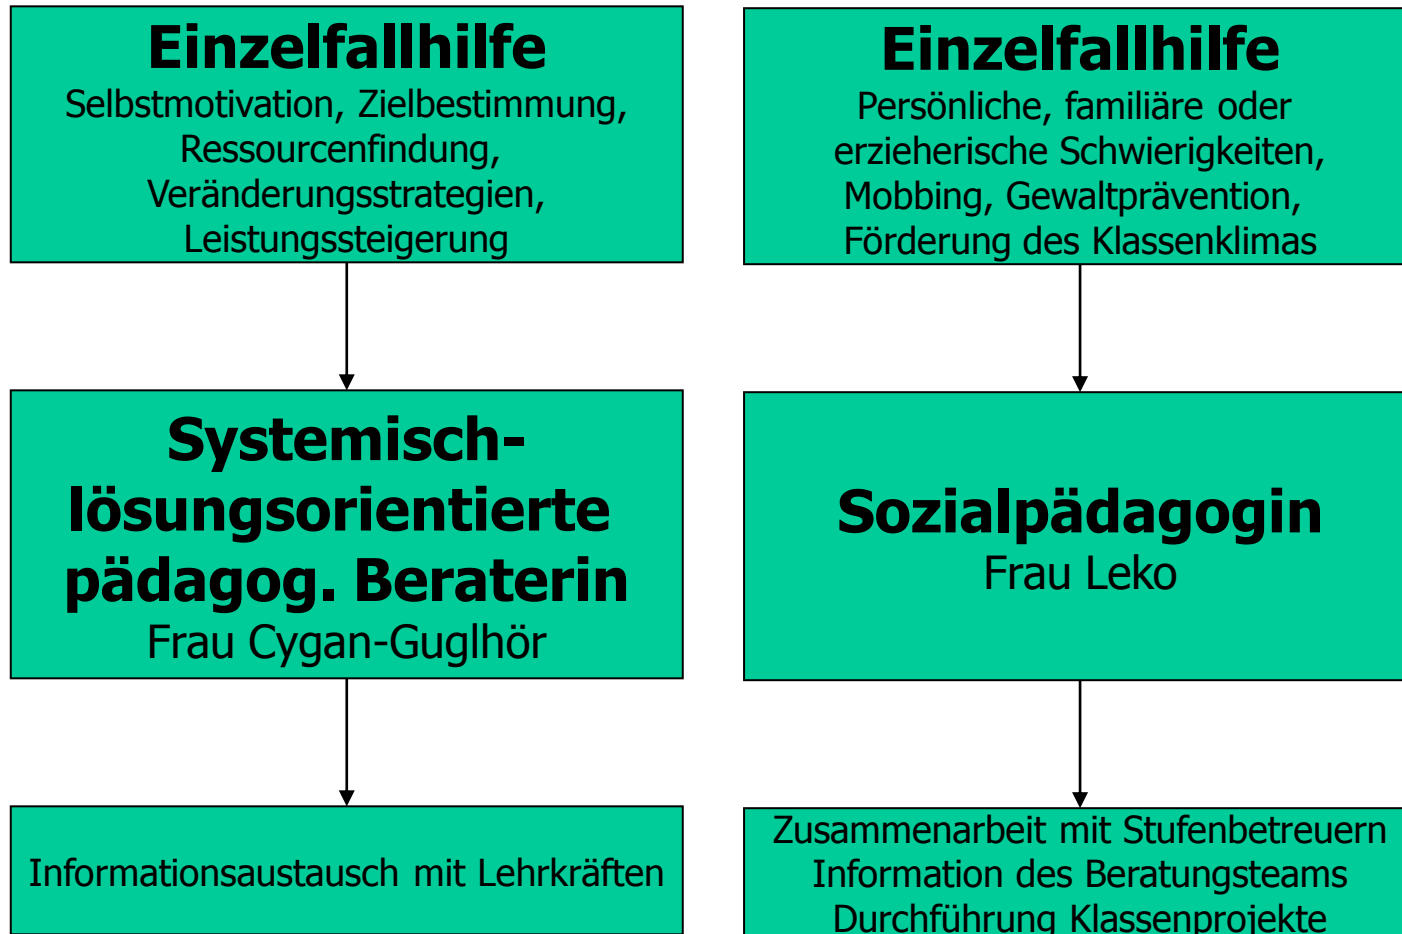 Einzelfallhilfe
Selbstmotivation, Zielbestimmung,
Ressourcenfindung,
Veränderungsstrategien,
Leistungssteigerung
Systemisch-
lösungsorientierte
pädagog. Beraterin
Frau Cygan-Guglhör
Informationsaustausch mit Lehrkräften
Einzelfallhilfe
Persönliche, familiäre oder
erzieherische Schwierigkeiten,
Mobbing, Gewaltprävention,
Förderung des Klassenklimas
Sozialpädagogin
Frau Leko
Zusammenarbeit mit Stufenbetreuern
Information des Beratungsteams
Durchführung Klassenprojekte